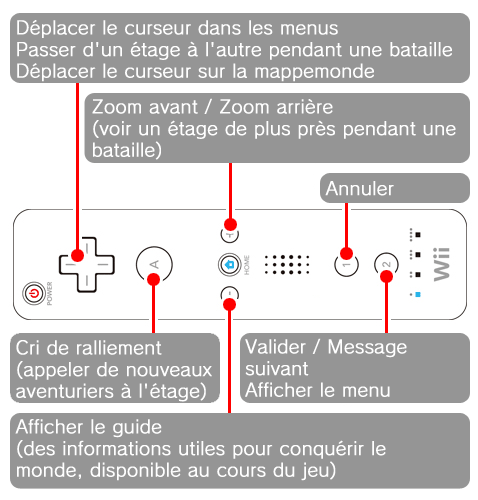 Déplacer le curseur dans les menus
Passer d'un étage à l'autre pendant une bataille
Déplacer le curseur sur la mappemonde
Zoom avant / Zoom arrière
(voir un étage de plus près pendant une
bataille)
Annuler
POWER
A
+
HOME
-
1
2
Wii
Cri de ralliement
(appeler de nouveaux
aventuriers à l'étage)
Valider / Message
suivant
Afficher le menu
Afficher le guide
(des informations utiles pour conquérir le
monde, disponible au cours du jeu)